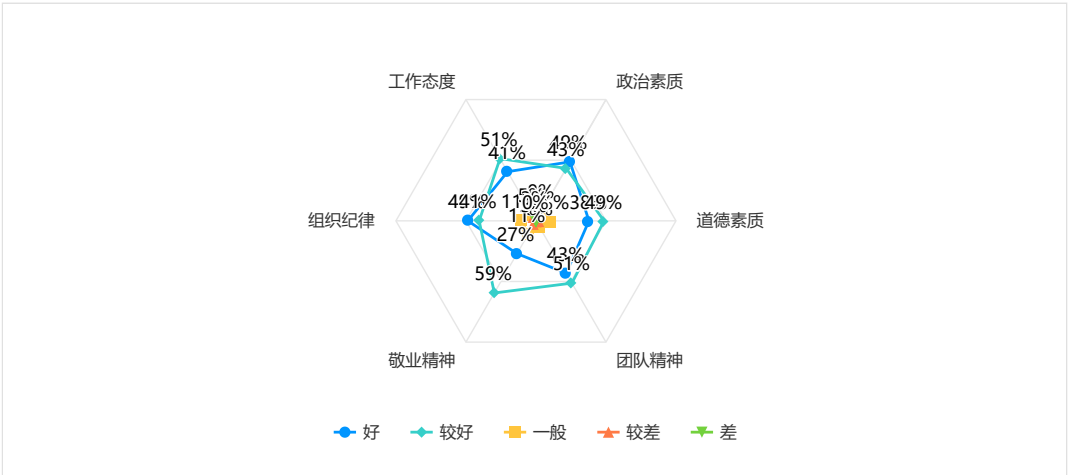 工作态度
政治素质
51%
41%
49%
43%
组织纪律
41%
49%
道德素质
11%
27%
43%
51%
59%
敬业精神
团队精神
好
较好
一般
较差
差